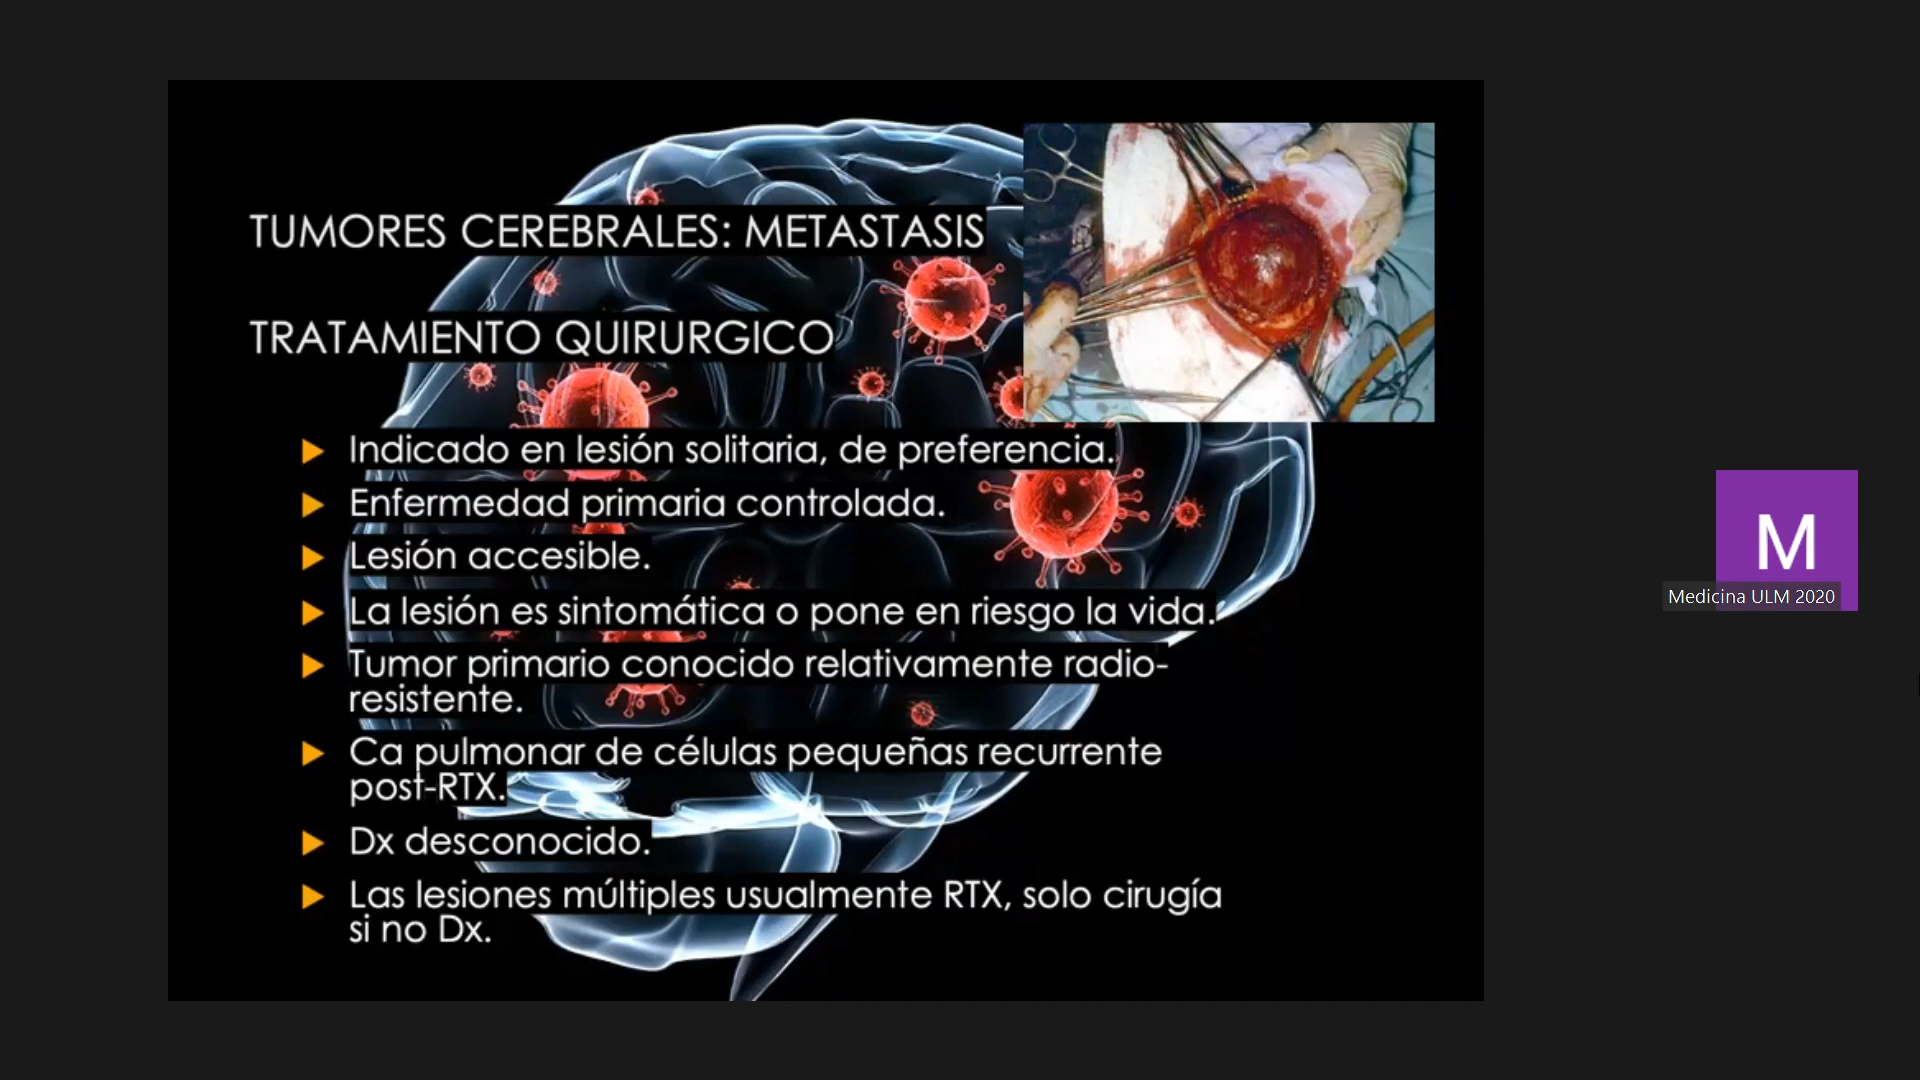 TUMORES CEREBRALES: METASTASIS
TRATAMIENTO QUIRURGICO
Indicado en lesión solitaria, de preferencia.
Enfermedad primaria controlada.
Lesión accesible.
La lesión es sintomática o pone en riesgo la vida.
Tumor primario conocido relativamente radio-
resistente.
Ca pulmonar de células pequeñas recurrente
post-RTX.
Dx desconocido.
Las lesiones múltiples usualmente RTX, solo cirugía
si no Dx.
M
Medicina ULM 2020